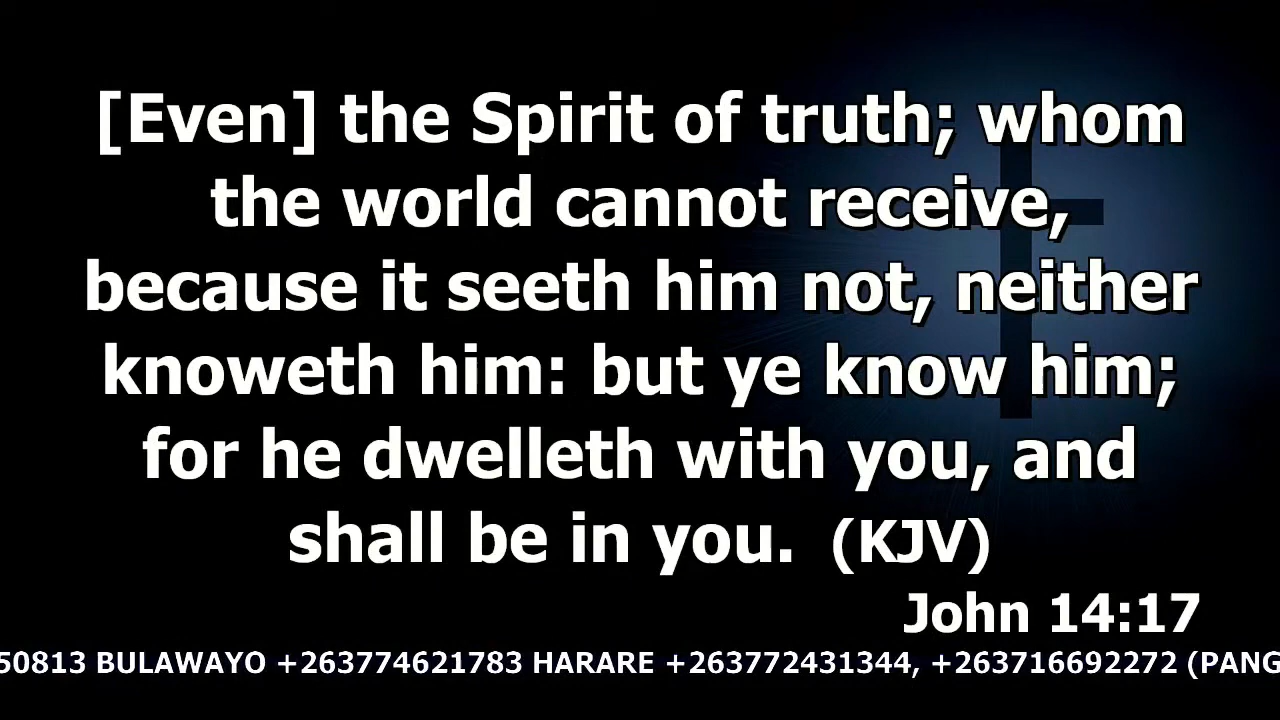 [Even] the Spirit of truth; whom
the world cannot receive,
because it seeth him not, neither
knoweth him: but ye know him;
for he dwelleth with you, and
shall be in you. (KJV)
John 14:17
50813 BULAWAYO +263774621783 HARARE +263772431344, +263716692272 (PANG